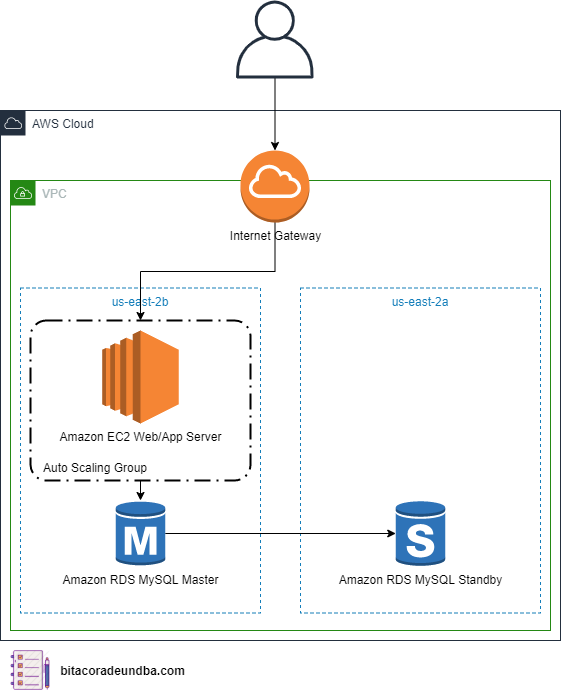 AWS Cloud
VPC
Internet Gateway
us-east-2b
us-east-2a
Amazon EC2 Web/App Server
Auto Scaling Group
M
S
Amazon RDS MySQL Master
Amazon RDS MySQL Standby
bitacoradeundba.com